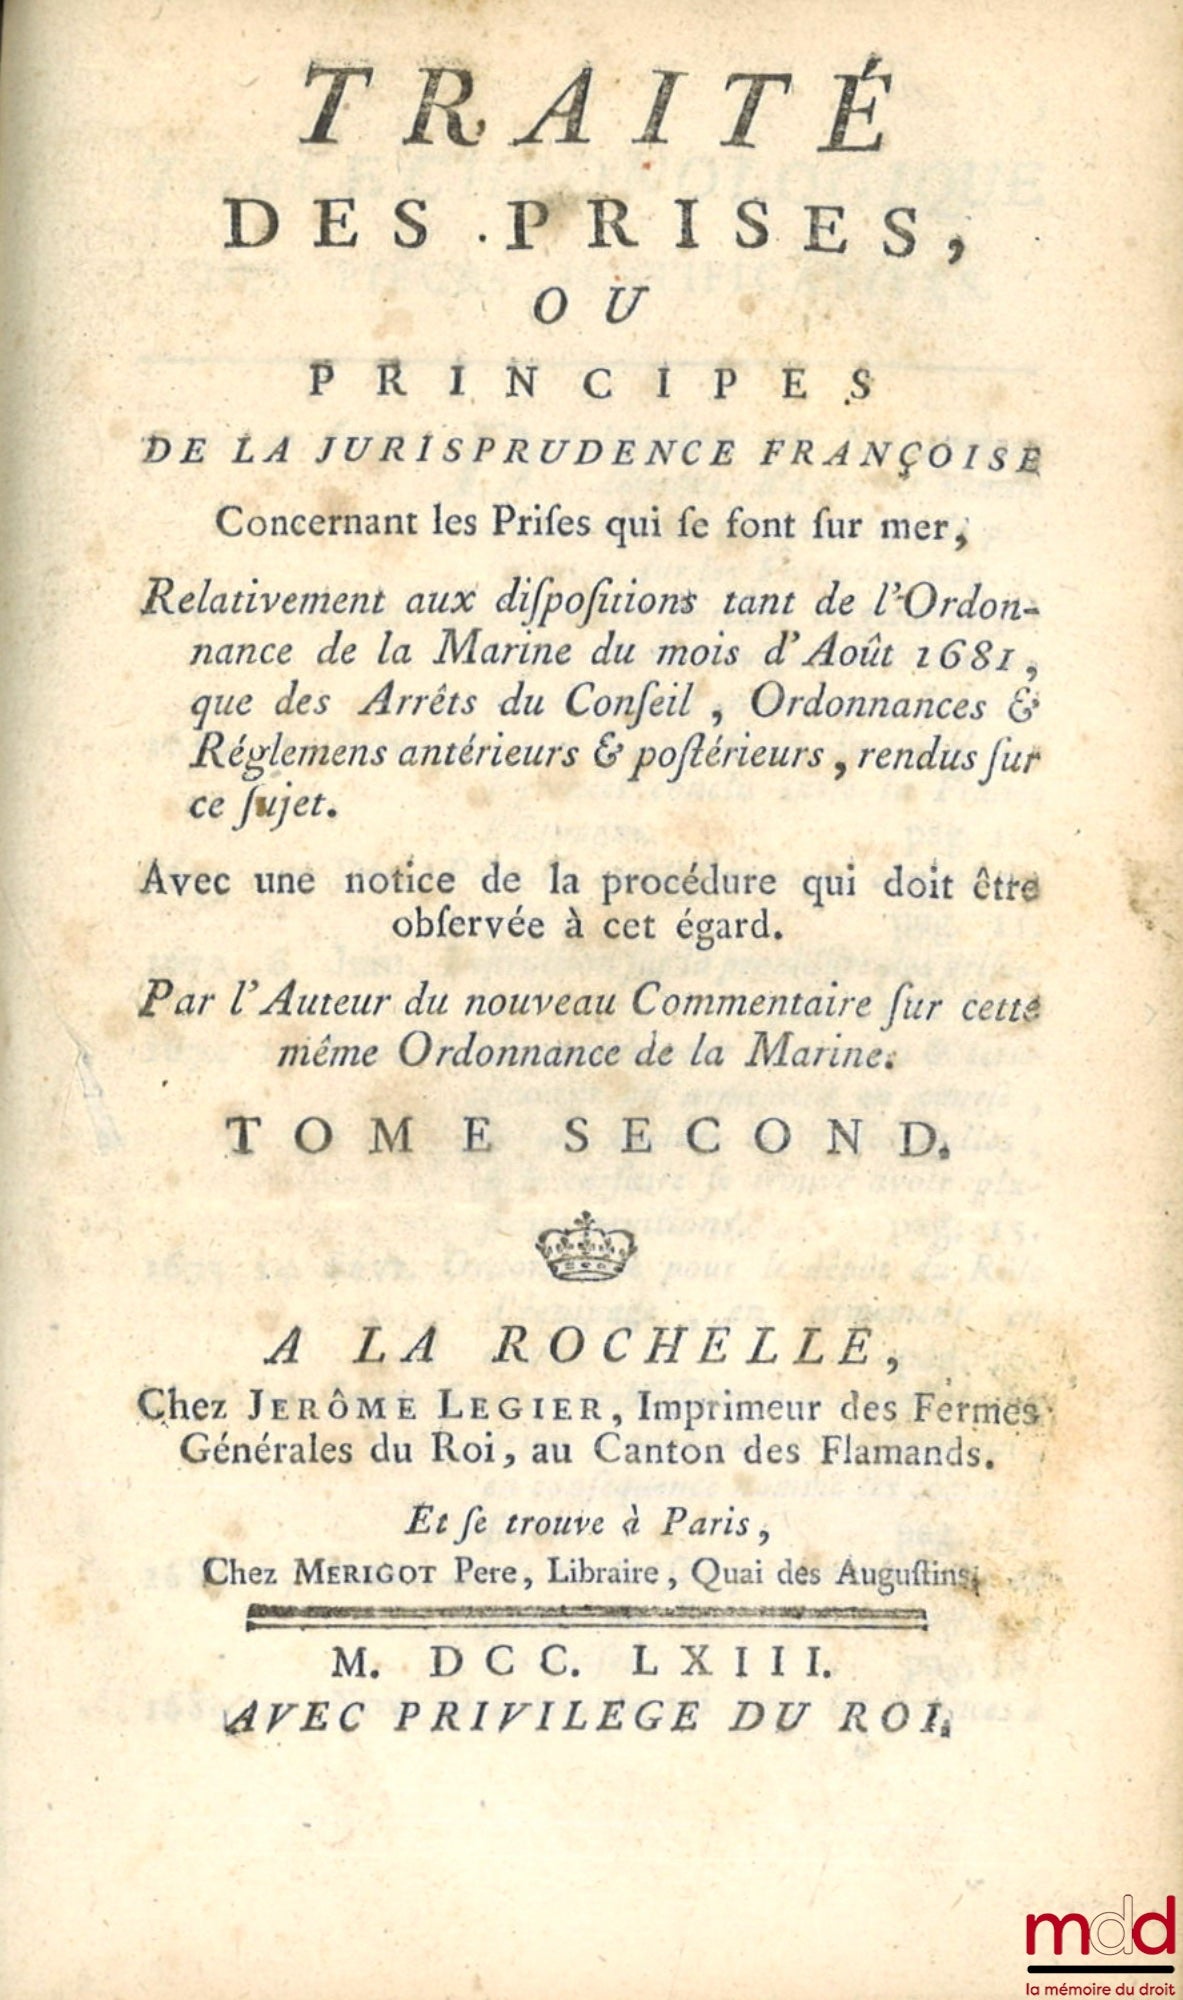 TRAITÉ
DES PRISES,
OU
PRINCIPES
DE LA JURISPRUDENCE FRANÇOISE
Concernant les Priſes qui ſe font ſur mer,
Relativement aux diſpoſitions tant de l'Ordon-
nance de la Marine du mois d'Août 1681,
que des Arrêts du Conſeil, Ordonnances &
Réglemens antérieurs & poſtérieurs, rendus ſur
ce ſujet.
Avec une notice de la procédure qui doit être
obſervée à cet égard.
Par l'Auteur du nouveau Commentaire ſur cette
même Ordonnance de la Marine.
TOME SECOND.
A LA ROCHELLE,
Chez JERÔME LEGIER, Imprimeur des Fermes
Générales du Roi, au Canton des Flamands.
Et ſe trouve à Paris,
Chez MERIGOT Pere, Libraire, Quai des Auguſtins.
M. DCC. LXIII.
AVEC PRIVILEGE DU ROI.
mdd
la mémoire du droit